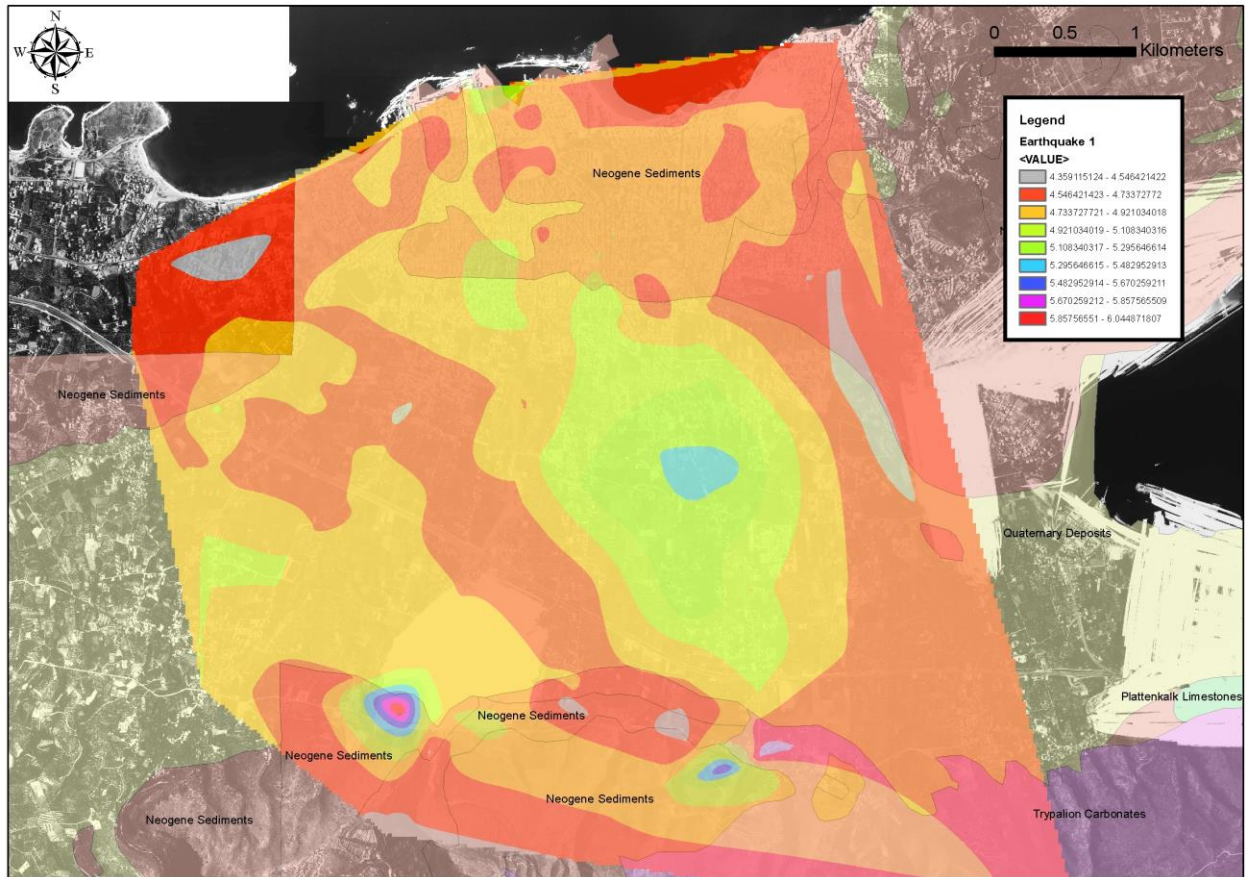 N
W E
S
0 0.5 1
Kilometers
Legend
Earthquake 1
<VALUE>
4.359115124 - 4.546421422
4.546421423 - 4.73372772
4.733727721 - 4.921034018
4.921034019 - 5.108340316
5.108340317 - 5.295646614
5.295646615 - 5.482952913
5.482952914 - 5.670259211
5.670259212 - 5.857565509
5.85756551 - 6.044871807
Neogene Sediments
Neogene Sediments
Quaternary Deposits
Plattenkalk Limestones
Neogene Sediments
Neogene Sediments
Neogene Sediments
Neogene Sediments
Trypalion Carbonates